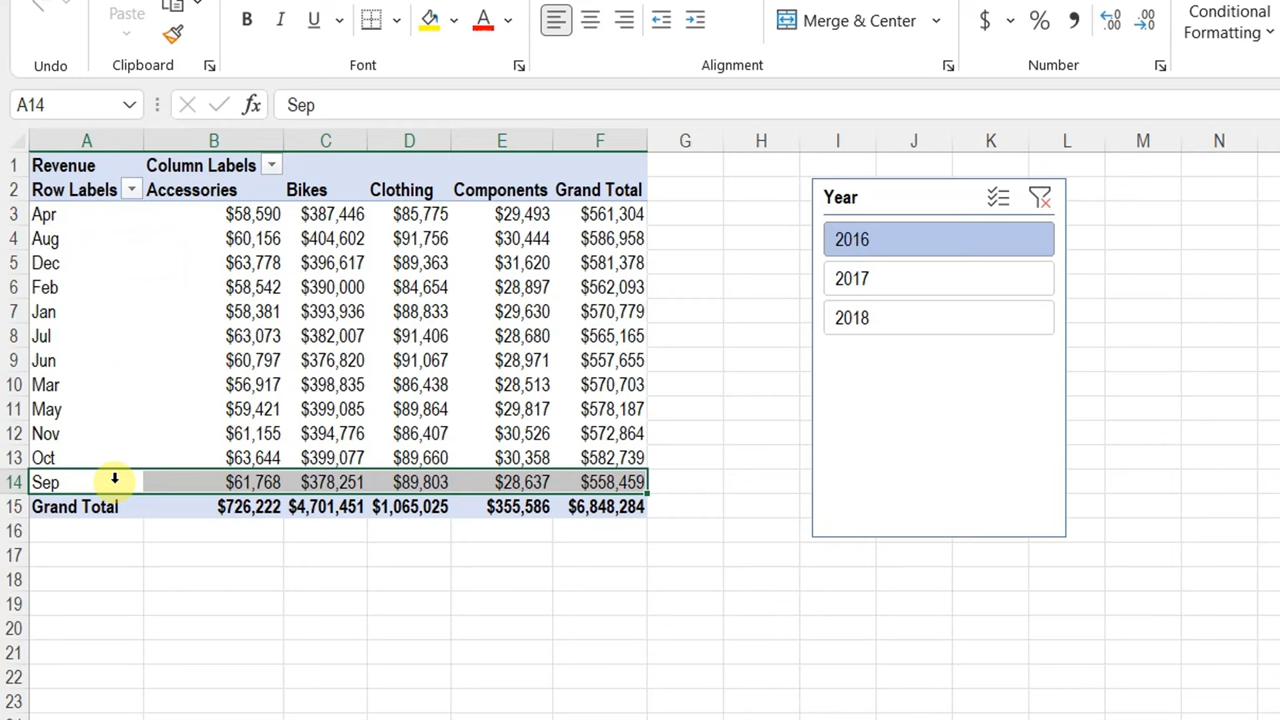 Paste
B I U A
Merge & Center
$ % 9
Conditional
Formatting
Undo Clipboard Font Alignment Number
A14 fx Sep
A B C D E F G H I J K L M N
1 Revenue Column Labels
2 Row Labels Accessories Bikes Clothing Components Grand Total
3 Apr $58,590 $387,446 $85,775 $29,493 $561,304
4 Aug $60,156 $404,602 $91,756 $30,444 $586,958
5 Dec $63,778 $396,617 $89,363 $31,620 $581,378
6 Feb $58,542 $390,000 $84,654 $28,897 $562,093
7 Jan $58,381 $393,936 $88,833 $29,630 $570,779
8 Jul $63,073 $382,007 $91,406 $28,680 $565,165
9 Jun $60,797 $376,820 $91,067 $28,971 $557,655
10 Mar $56,917 $398,835 $86,438 $28,513 $570,703
11 May $59,421 $399,085 $89,864 $29,817 $578,187
12 Nov $61,155 $394,776 $86,407 $30,526 $572,864
13 Oct $63,644 $399,077 $89,660 $30,358 $582,739
14 Sep $61,768 $378,251 $89,803 $28,637 $558,459
15 Grand Total $726,222 $4,701,451 $1,065,025 $355,586 $6,848,284
16
17
18
19
20
21
22
23
Year
2016
2017
2018